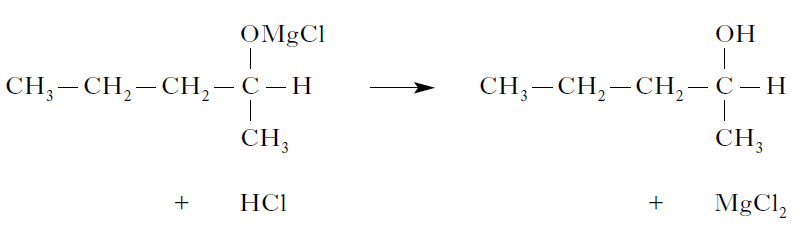 OMgCl OH
CH₃—CH₂—CH₂—C—H ⟶ CH₃—CH₂—CH₂—C—H
CH₃ CH₃
+ HCl + MgCl₂